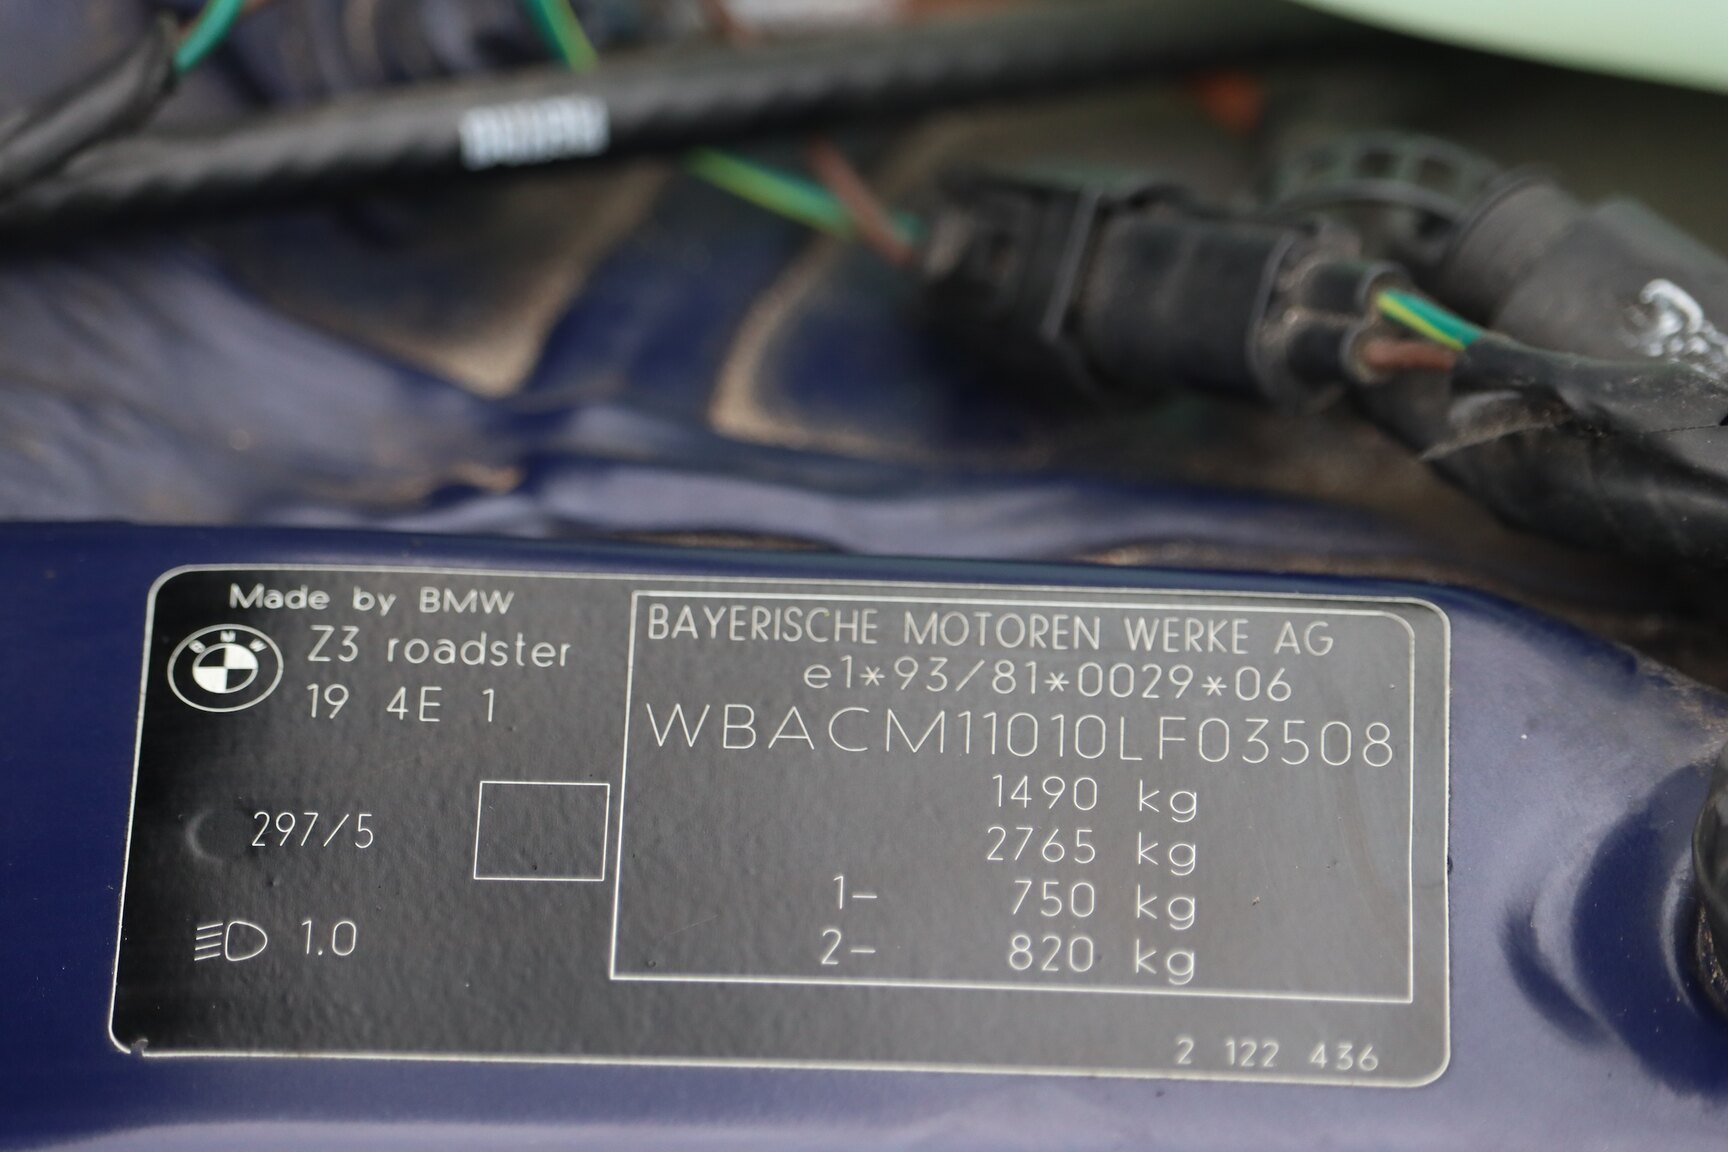 Made by BMW
BMW
Z3 roadster
19 4E 1
297/5
1.0
BAYERISCHE MOTOREN WERKE AG
e1*93/81*0029*06
WBACM11010LF03508
1490 kg
2765 kg
1- 750 kg
2- 820 kg
2 122 436